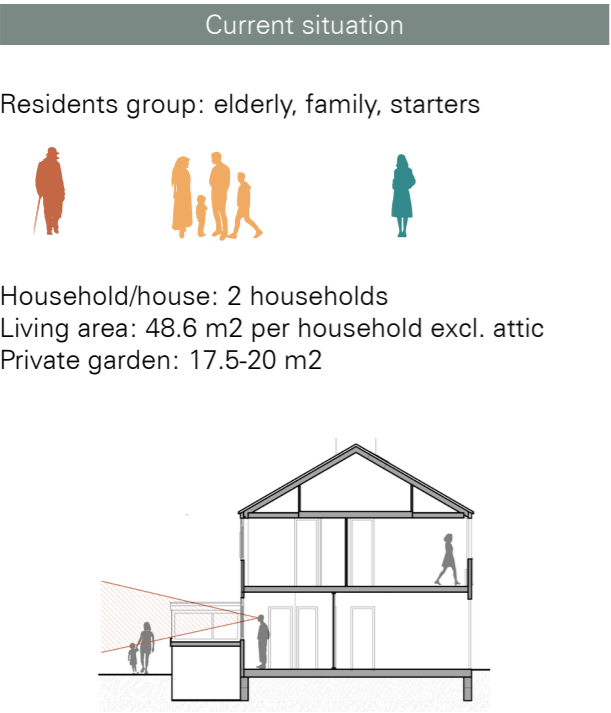 Current situation
Residents group: elderly, family, starters
Household/house: 2 households
Living area: 48.6 m2 per household excl. attic
Private garden: 17.5-20 m2